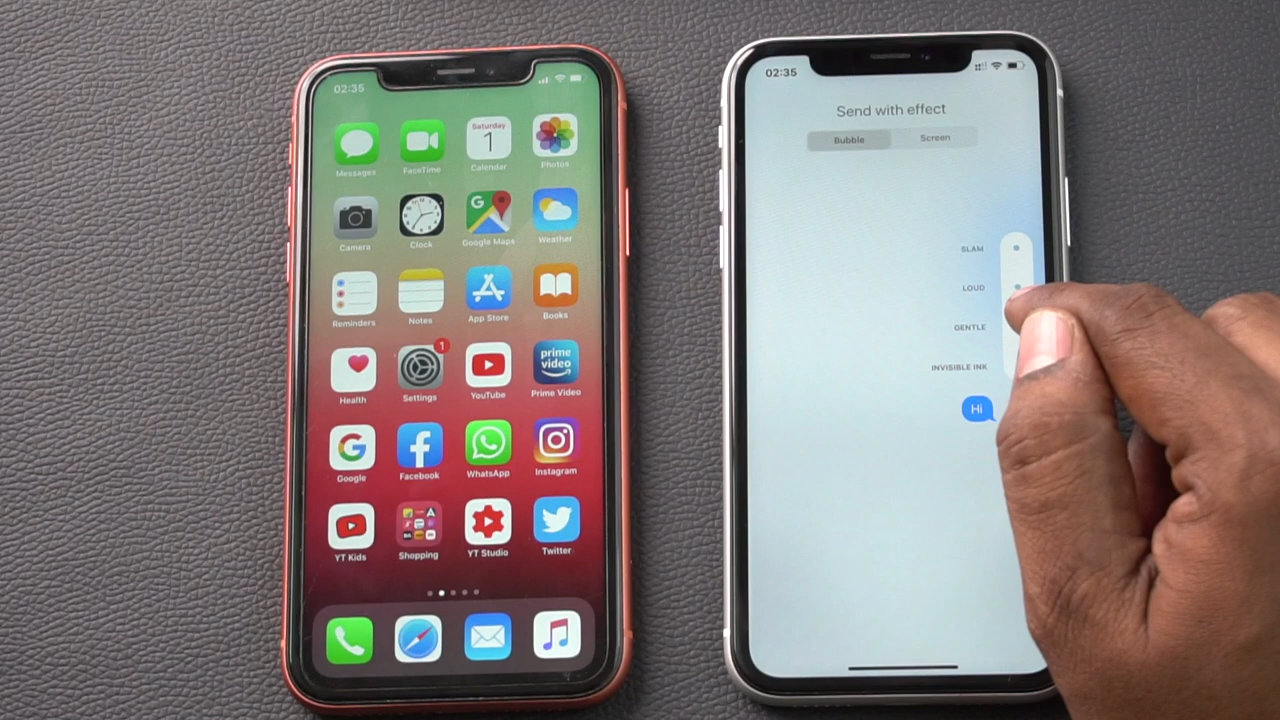 02:35
Saturday
1
Messages
FaceTime
Calendar
Photos
Camera
Clock
Google Maps
Weather
Reminders
Notes
App Store
Books
1
prime
video
Health
Settings
YouTube
Prime Video
Google
Facebook
WhatsApp
Instagram
YT Kids
Shopping
YT Studio
Twitter
02:35
Send with effect
Bubble
Screen
SLAM
LOUD
GENTLE
INVISIBLE INK
Hi